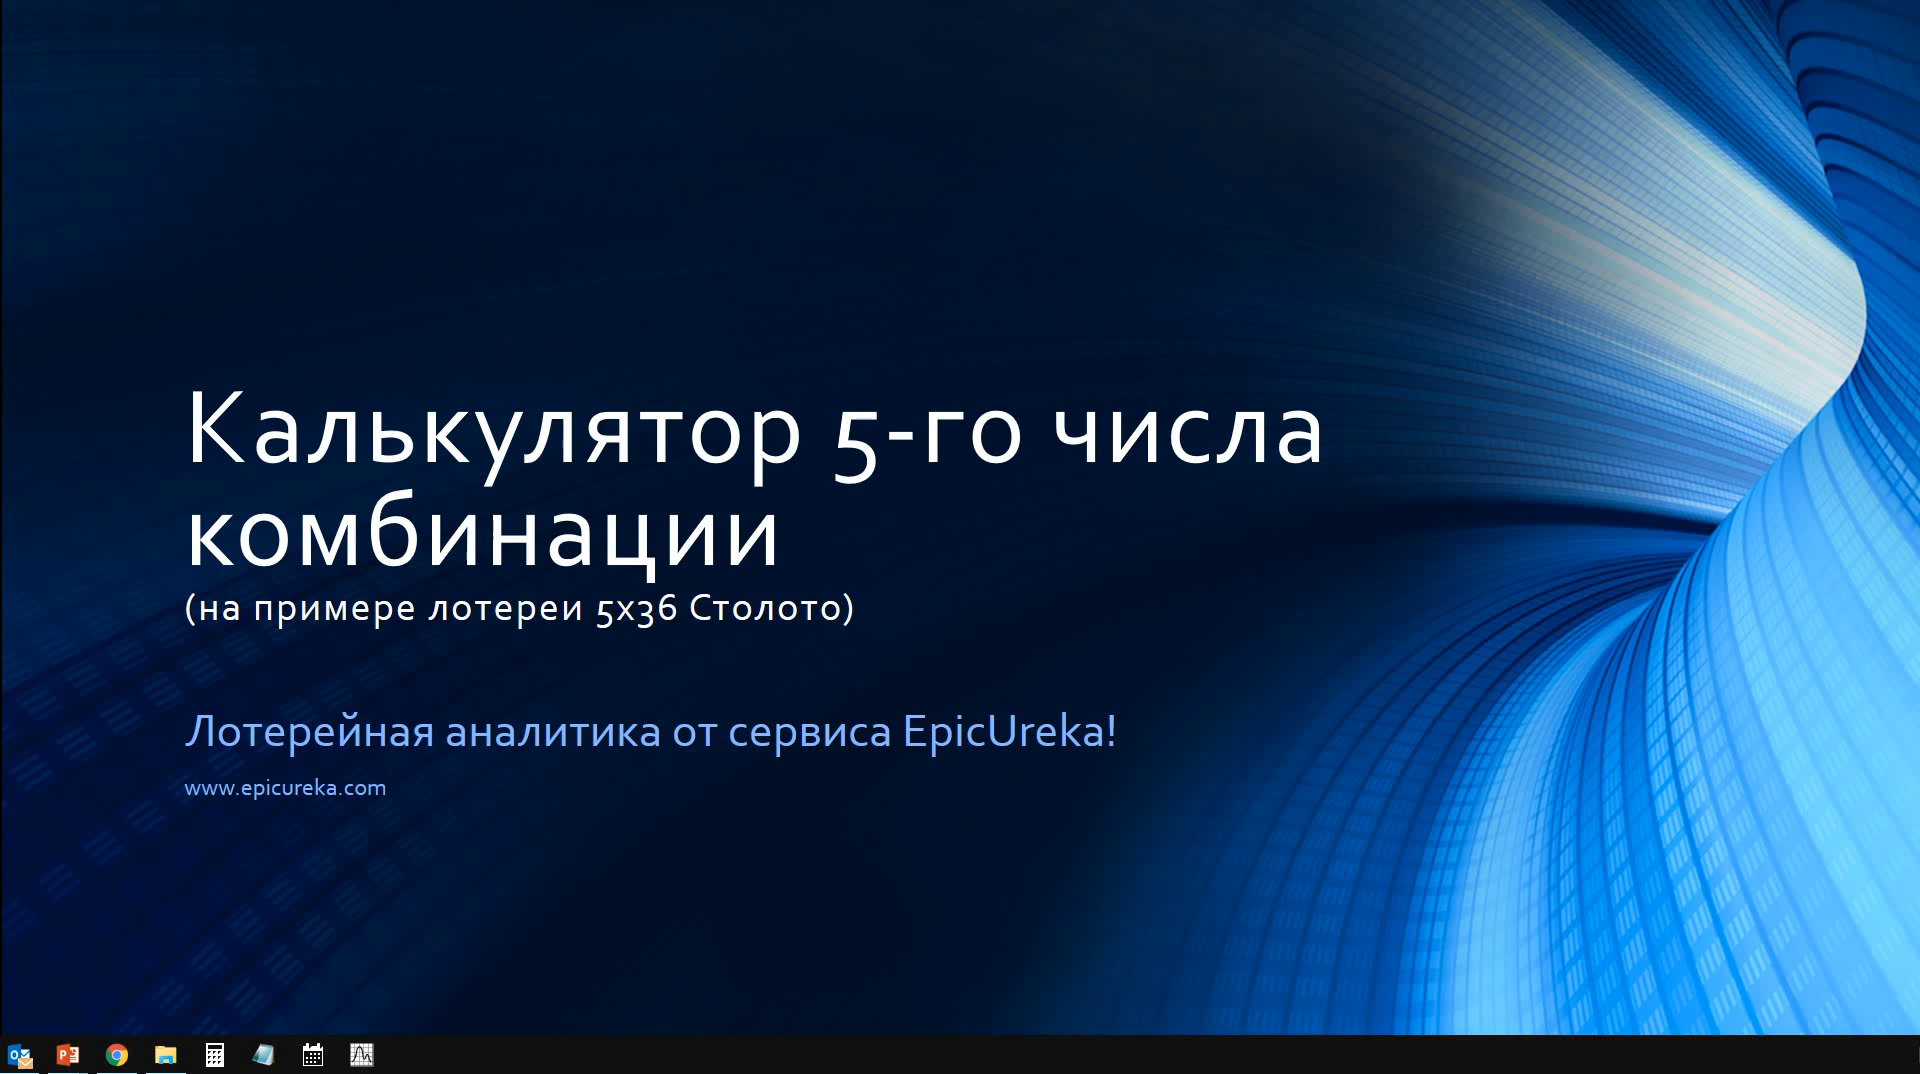 Калькулятор 5-го числа
комбинации
(на примере лотереи 5х36 Столото)
Лотерейная аналитика от сервиса EpicUreka!
www.epicureka.com